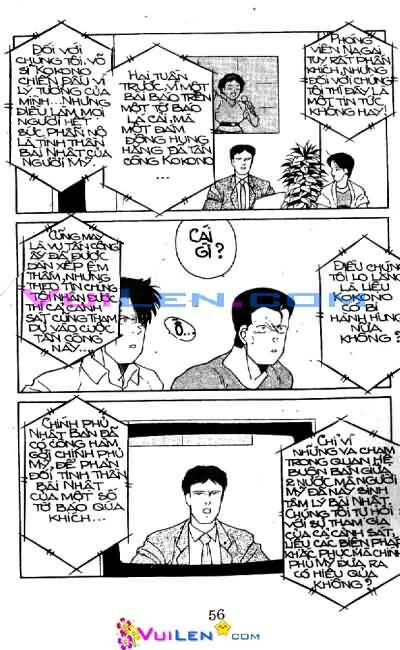 ĐỐI VỚI
CHÚNG TÔI, VÕ
SĨ KOKONO
CHIẾN ĐẤU VÌ
LÝ TƯỞNG CỦA
MÌNH...NHƯNG
ĐIỀU LÀM MỌI
NGƯỜI HẾT
SỨC PHẪN NỘ
LÀ TINH THẦN
BÀI NHẬT CỦA
NGƯỜI MỸ.
HAI TUẦN
TRƯỚC, VÌ MỘT
BÀI BÁO TRÊN
MỘT TỜ BÁO
LÁ CẢI, MÀ
MỘT ĐÁM
ĐÔNG HUNG
HĂNG ĐÃ TẤN
CÔNG KOKONO
PHÓNG
VIÊN NAGAI
TUY RẤT PHẤN
KHÍCH, NHƯNG
ĐỐI VỚI CHÚNG
TÔI THÌ ĐÂY LÀ
MỘT TIN TỨC
KHÔNG HAY!
CŨNG MAY
LÀ VỤ TẤN CÔNG
ẤY ĐÃ ĐƯỢC
DÀN XẾP ÊM
THẮM, NHƯNG
THEO TIN CHÚNG
TÔI NHẬN ĐƯỢC
THÌ CẢ CẢNH
SÁT CŨNG THAM
DỰ VÀO CUỘC
TẤN CÔNG
NÀY...
CÁI
GÌ?
Ồ...
ĐIỀU CHÚNG
TÔI LO LẮNG
LÀ LIỆU
KOKONO
CÓ BỊ
HÀNH HUNG
NỮA
KHÔNG?
VUILEN.COM
CHÍNH PHỦ
NHẬT BẢN ĐÃ
CÓ CÔNG HÀM
GỞI CHÍNH PHỦ
MỸ, ĐỂ PHẢN
ĐỐI TINH THẦN
BÀI NHẬT
CỦA MỘT SỐ
TỜ BÁO QÚA
KHÍCH...
CHỈ VÌ
NHỮNG VA CHẠM
TRONG QUAN HỆ
BUÔN BÁN GIỮA
2 NƯỚC MÀ NGƯỜI
MỸ ĐÃ NẢY SINH
TÂM LÝ BÀI NHẬT.
CHÚNG TÔI TỰ HỎI
VỚI SỰ THAM GIA
CỦA CẢ CẢNH SÁT,
LIỆU CÁC BIỆN PHÁP
KHẮC PHỤC MÀ CHÍNH
PHỦ MỸ ĐƯA RA
CÓ HIỆU QỦA
KHÔNG?
56
VUILEN.COM